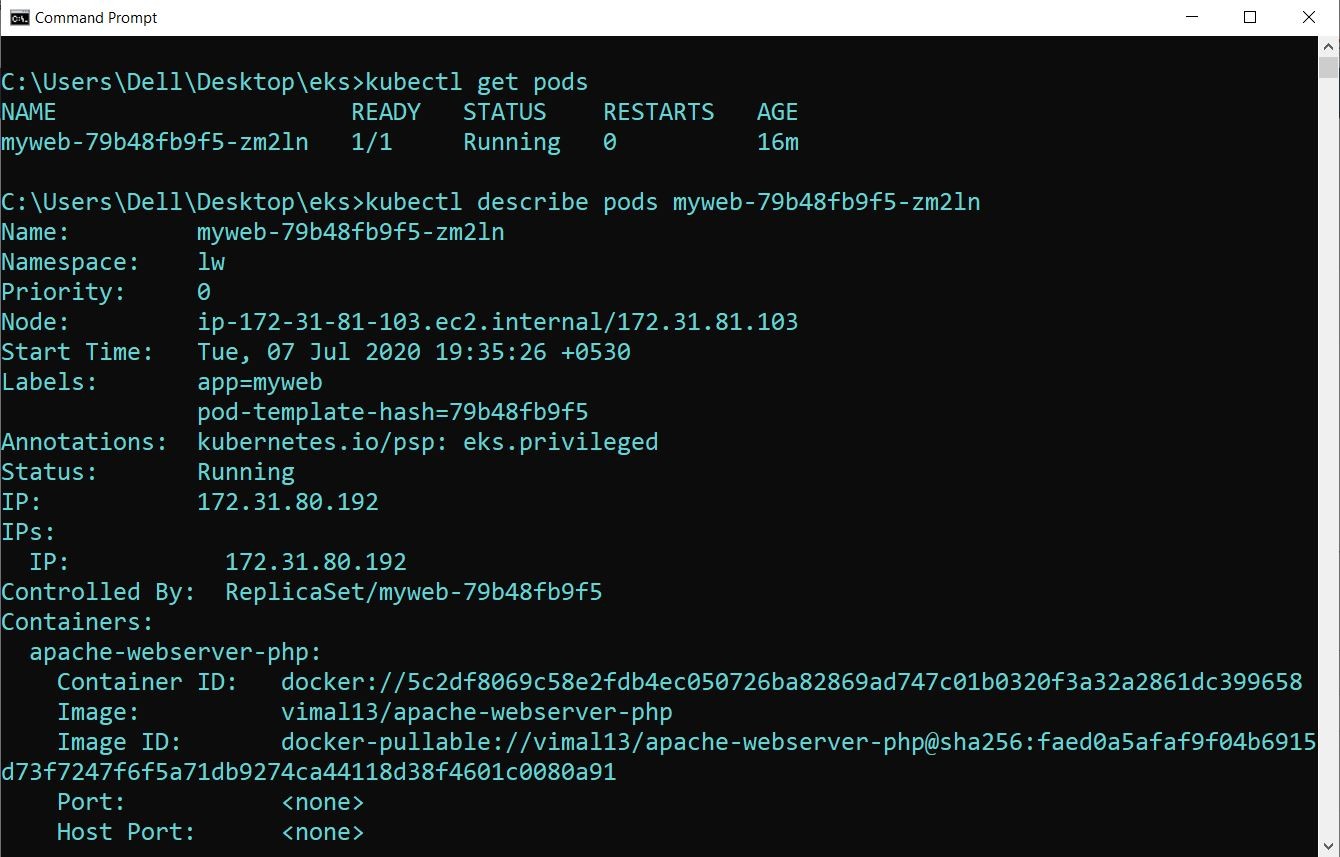 Command Prompt
C:\Users\Dell\Desktop\eks>kubectl get pods
NAME                     READY   STATUS    RESTARTS   AGE
myweb-79b48fb9f5-zm2ln   1/1     Running   0          16m
C:\Users\Dell\Desktop\eks>kubectl describe pods myweb-79b48fb9f5-zm2ln
Name:         myweb-79b48fb9f5-zm2ln
Namespace:    lw
Priority:     0
Node:         ip-172-31-81-103.ec2.internal/172.31.81.103
Start Time:   Tue, 07 Jul 2020 19:35:26 +0530
Labels:       app=myweb
              pod-template-hash=79b48fb9f5
Annotations:  kubernetes.io/psp: eks.privileged
Status:       Running
IP:           172.31.80.192
IPs:
  IP:           172.31.80.192
Controlled By:  ReplicaSet/myweb-79b48fb9f5
Containers:
  apache-webserver-php:
    Container ID:   docker://5c2df8069c58e2fdb4ec050726ba82869ad747c01b0320f3a32a2861dc399658
    Image:          vimal13/apache-webserver-php
    Image ID:       docker-pullable://vimal13/apache-webserver-php@sha256:faed0a5afaf9f04b6915
d73f7247f6f5a71db9274ca44118d38f4601c0080a91
    Port:           <none>
    Host Port:      <none>